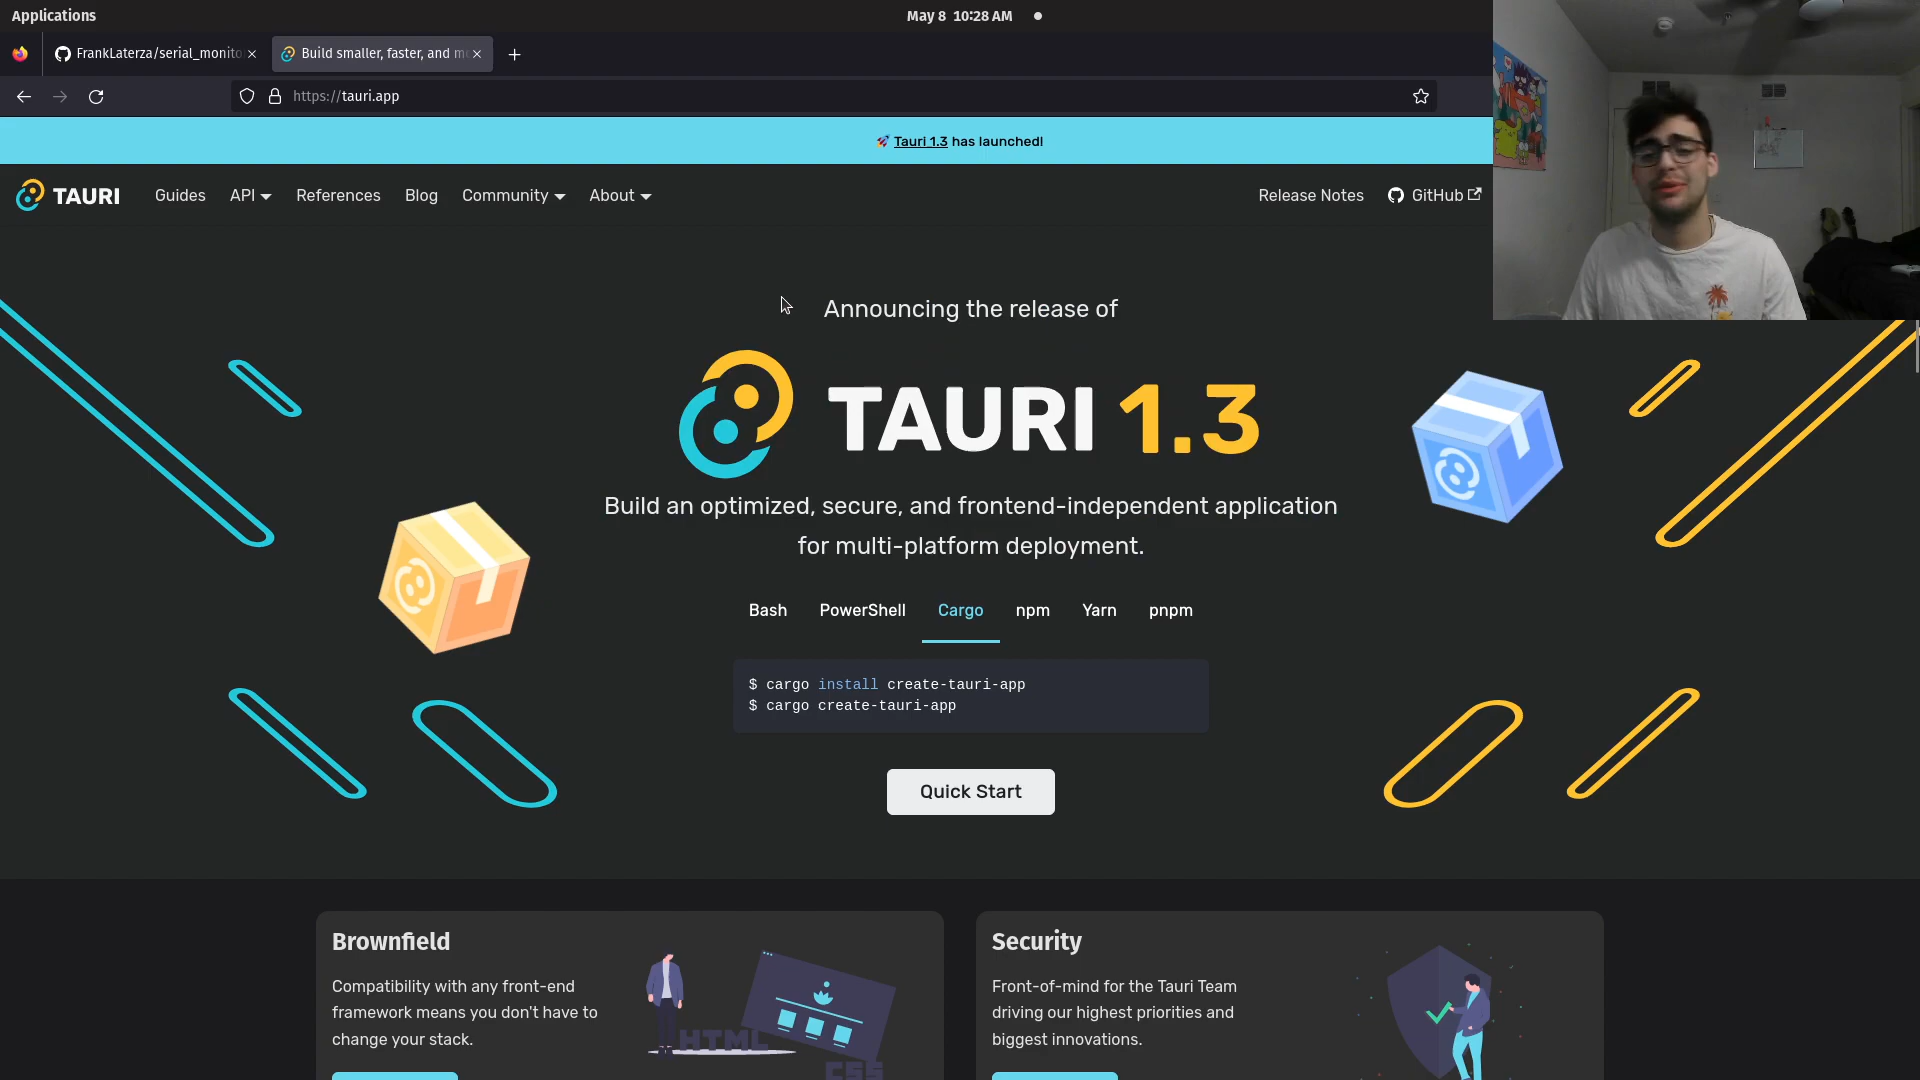 Applications
May 8 10:28 AM
FrankLaterza/serial_monito
Build smaller, faster, and m
https://tauri.app
🚀 Tauri 1.3 has launched!
TAURI
Guides
API
References
Blog
Community
About
Release Notes
GitHub
Announcing the release of
TAURI 1.3
Build an optimized, secure, and frontend-independent application
for multi-platform deployment.
Bash
PowerShell
Cargo
npm
Yarn
pnpm
$ cargo install create-tauri-app
$ cargo create-tauri-app
Quick Start
Brownfield
Compatibility with any front-end
framework means you don't have to
change your stack.
HTML
CSS
Security
Front-of-mind for the Tauri Team
driving our highest priorities and
biggest innovations.